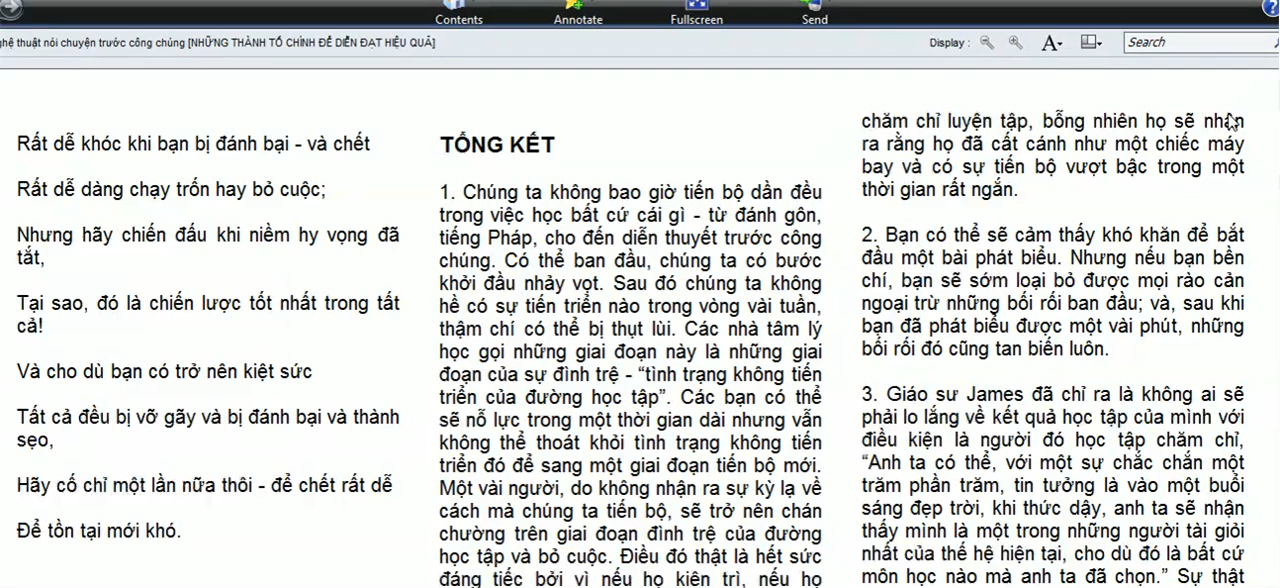 Contents Annotate Fullscreen Send
hệ thuật nói chuyện trước công chúng [NHỮNG THÀNH TỐ CHÍNH ĐỂ DIỄN ĐẠT HIỆU QUẢ] Display : A Search
Rất dễ khóc khi bạn bị đánh bại - và chết
Rất dễ dàng chạy trốn hay bỏ cuộc;
Nhưng hãy chiến đấu khi niềm hy vọng đã
tắt,
Tại sao, đó là chiến lược tốt nhất trong tất
cả!
Và cho dù bạn có trở nên kiệt sức
Tất cả đều bị vỡ gãy và bị đánh bại và thành
sẹo,
Hãy cố chỉ một lần nữa thôi - để chết rất dễ
Để tồn tại mới khó.
TỔNG KẾT
1. Chúng ta không bao giờ tiến bộ dần đều
trong việc học bất cứ cái gì - từ đánh gôn,
tiếng Pháp, cho đến diễn thuyết trước công
chúng. Có thể ban đầu, chúng ta có bước
khởi đầu nhảy vọt. Sau đó chúng ta không
hề có sự tiến triển nào trong vòng vài tuần,
thậm chí có thể bị thụt lùi. Các nhà tâm lý
học gọi những giai đoạn này là những giai
đoạn của sự đình trệ - “tình trạng không tiến
triển của đường học tập”. Các bạn có thể
sẽ nỗ lực trong một thời gian dài nhưng vẫn
không thể thoát khỏi tình trạng không tiến
triển đó để sang một giai đoạn tiến bộ mới.
Một vài người, do không nhận ra sự kỳ lạ về
cách mà chúng ta tiến bộ, sẽ trở nên chán
chường trên giai đoạn đình trệ của đường
học tập và bỏ cuộc. Điều đó thật là hết sức
đáng tiếc bởi vì nếu họ kiên trì, nếu họ
chăm chỉ luyện tập, bỗng nhiên họ sẽ nhận
ra rằng họ đã cất cánh như một chiếc máy
bay và có sự tiến bộ vượt bậc trong một
thời gian rất ngắn.
2. Bạn có thể sẽ cảm thấy khó khăn để bắt
đầu một bài phát biểu. Nhưng nếu bạn bền
chí, bạn sẽ sớm loại bỏ được mọi rào cản
ngoại trừ những bối rối ban đầu; và, sau khi
bạn đã phát biểu được một vài phút, những
bối rối đó cũng tan biến luôn.
3. Giáo sư James đã chỉ ra là không ai sẽ
phải lo lắng về kết quả học tập của mình với
điều kiện là người đó học tập chăm chỉ,
“Anh ta có thể, với một sự chắc chắn một
trăm phần trăm, tin tưởng là vào một buổi
sáng đẹp trời, khi thức dậy, anh ta sẽ nhận
thấy mình là một trong những người tài giỏi
nhất của thế hệ hiện tại, cho dù đó là bất cứ
môn học nào mà anh ta đã chọn.” Sự thật